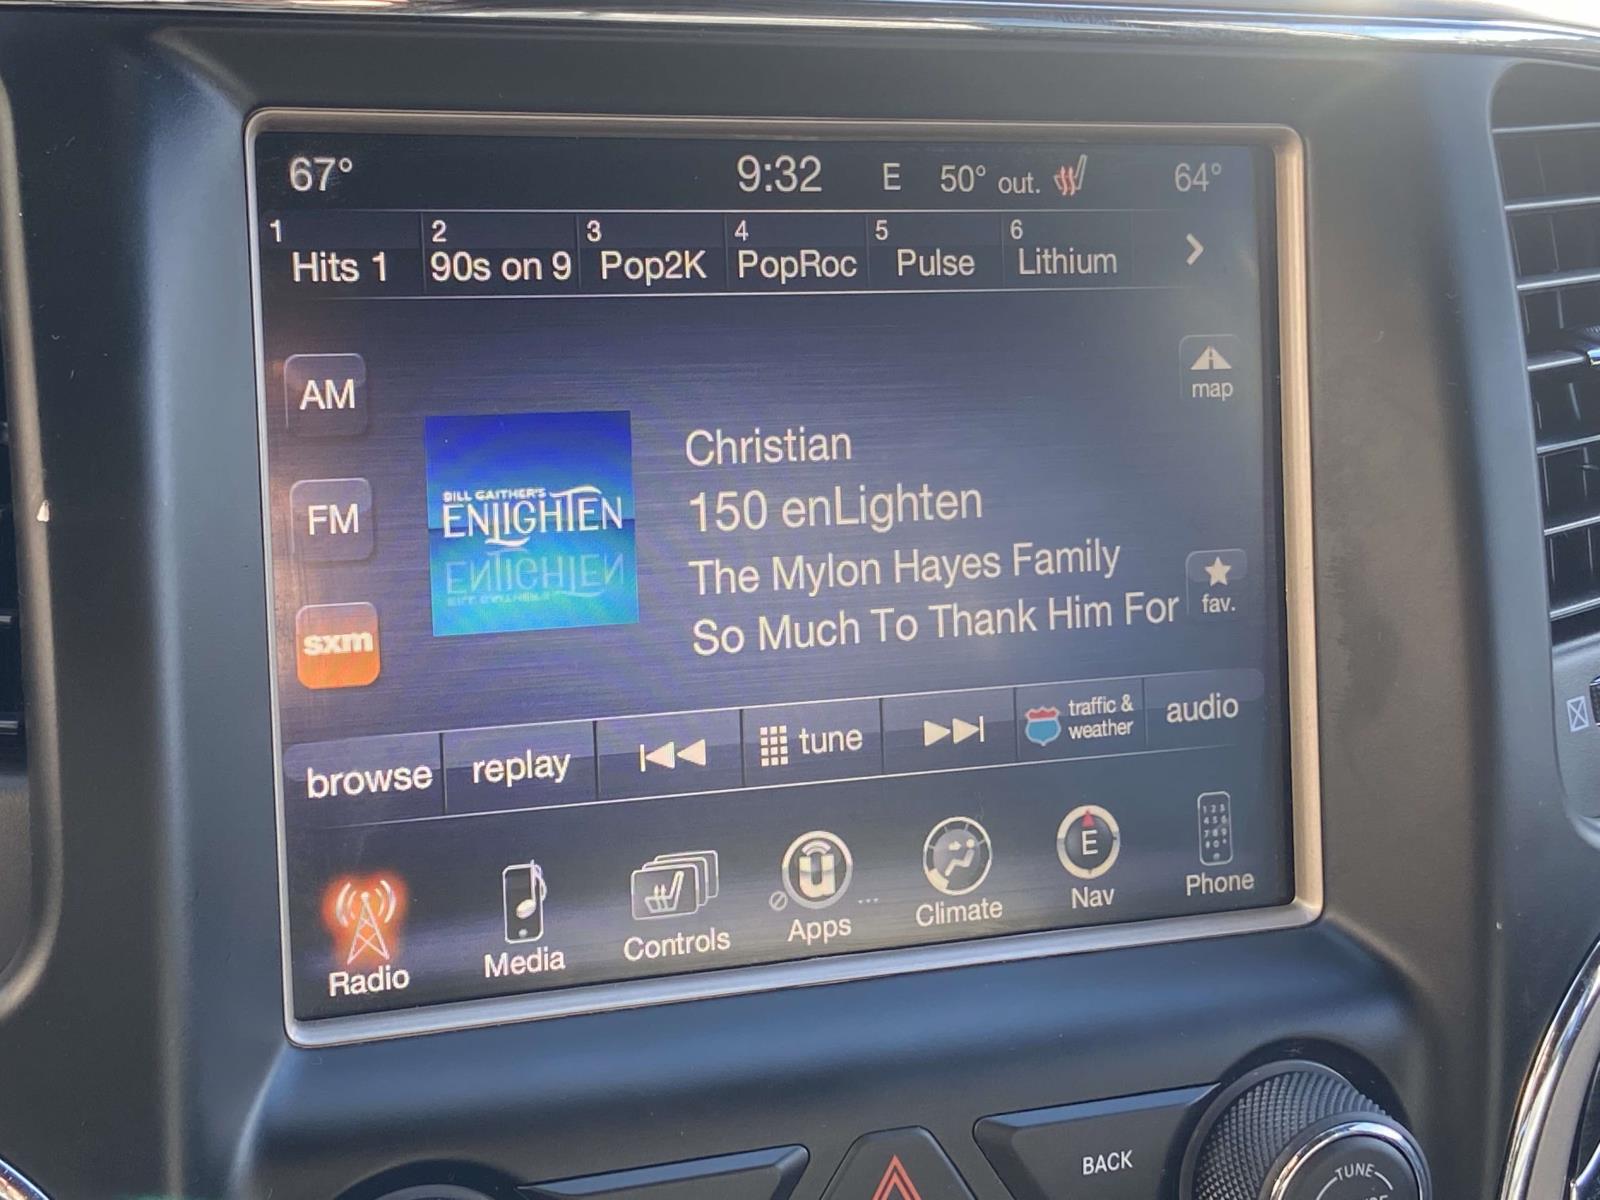 67° 9:32 E 50° out. 64°
1 2 3 4 5 6
Hits 1 90s on 9 Pop2K PopRoc Pulse Lithium
map
AM
Christian
BILL GAITHER'S
ENLIGHTEN
150 enLighten
FM
The Mylon Hayes Family
fav.
So Much To Thank Him For
sxm
browse replay tune traffic & weather audio
Radio Media Controls Apps Climate E Nav Phone
BACK
TUNE